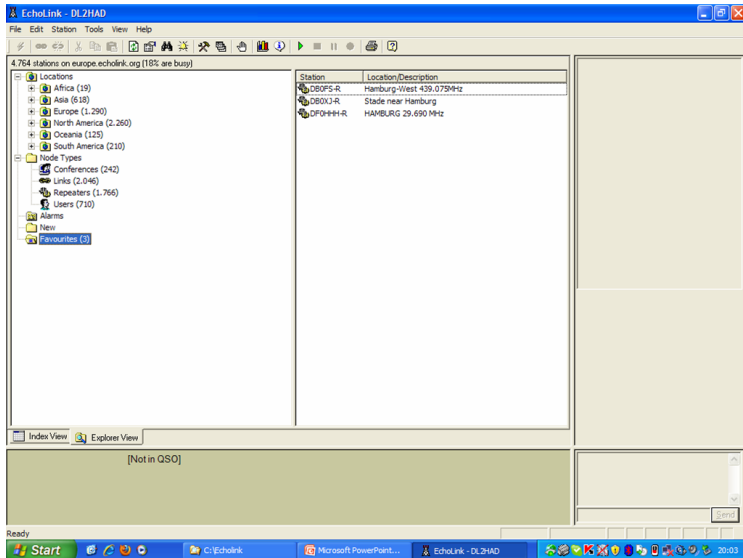 EchoLink - DL2HAD
File Edit Station Tools View Help
4.764 stations on europe.echolink.org (18% are busy)
Locations
Africa (19)
Asia (618)
Europe (1.290)
North America (2.260)
Oceania (125)
South America (210)
Node Types
Conferences (242)
Links (2.046)
Repeaters (1.766)
Users (710)
Alarms
New
Favourites (3)
Station Location/Description
DB0FS-R Hamburg-West 439.075MHz
DB0XJ-R Stade near Hamburg
DF0HHH-R HAMBURG 29.690 MHz
Index View Explorer View
[Not in QSO]
Send
Ready
Start C:\Echolink Microsoft PowerPoint... EchoLink - DL2HAD 20:03